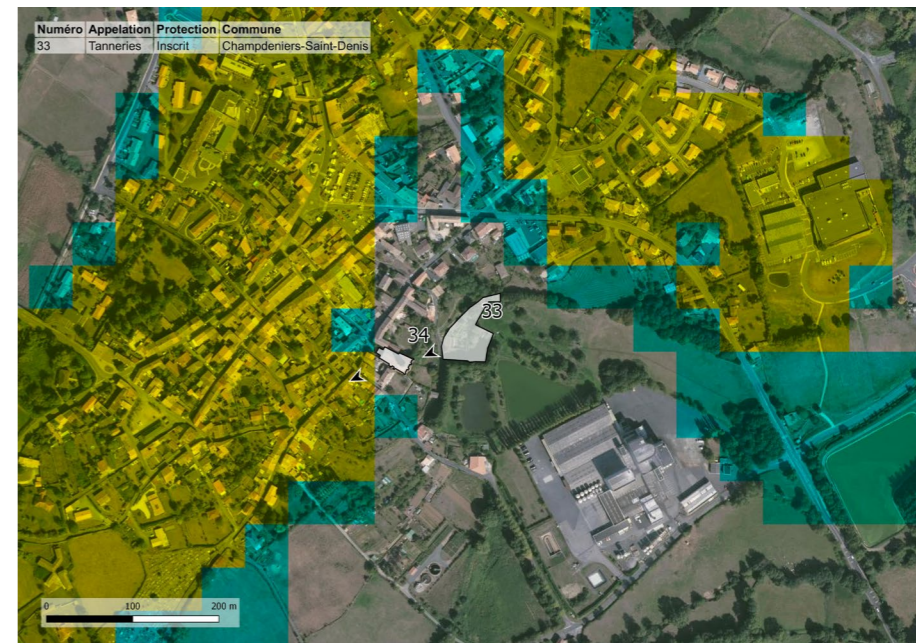 Numéro Appelation Protection Commune
33 Tanneries Inscrit Champdeniers-Saint-Denis
33
34
0 100 200 m